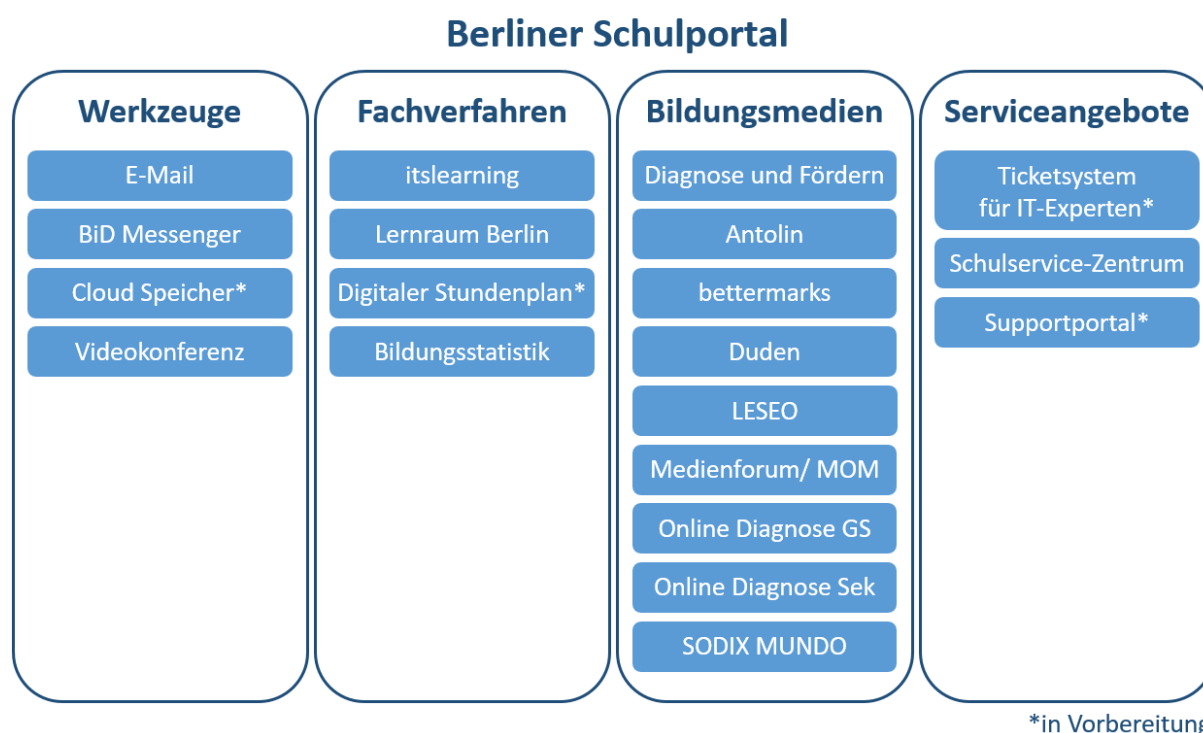 Berliner Schulportal
Werkzeuge
E-Mail
BiD Messenger
Cloud Speicher*
Videokonferenz
Fachverfahren
itslearning
Lernraum Berlin
Digitaler Stundenplan*
Bildungsstatistik
Bildungsmedien
Diagnose und Fördern
Antolin
bettermarks
Duden
LESEO
Medienforum/ MOM
Online Diagnose GS
Online Diagnose Sek
SODIX MUNDO
Serviceangebote
Ticketsystem
für IT-Experten*
Schulservice-Zentrum
Supportportal*
*in Vorbereitung